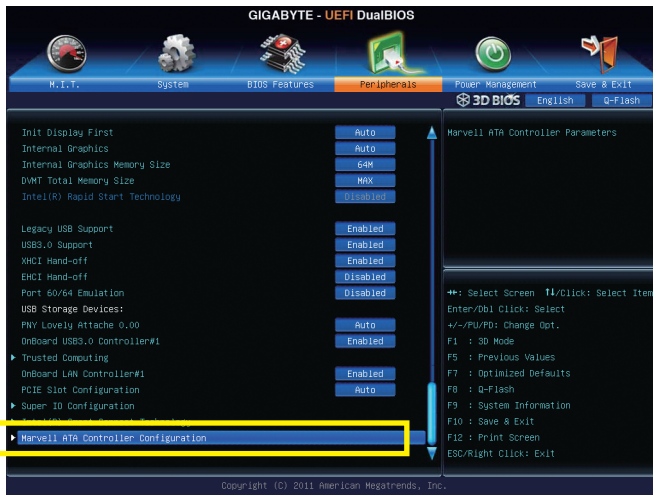 GIGABYTE - UEFI DualBIOS
M.I.T. System BIOS Features Peripherals Power Management Save & Exit
3D BIOS English Q-Flash
Init Display First Auto
Internal Graphics Auto
Internal Graphics Memory Size 64M
DVMT Total Memory Size MAX
Intel(R) Rapid Start Technology Disabled
Legacy USB Support Enabled
USB3.0 Support Enabled
XHCI Hand-off Enabled
EHCI Hand-off Disabled
Port 60/64 Emulation Disabled
USB Storage Devices:
PNY Lovely Attache 0.00 Auto
OnBoard USB3.0 Controller#1 Enabled
Trusted Computing
OnBoard LAN Controller#1 Enabled
PCIE Slot Configuration Auto
Super IO Configuration
Marvell ATA Controller Configuration
Marvell ATA Controller Parameters
: Select Screen ↑↓/Click: Select Item
Enter/Dbl Click: Select
+/-/PU/PD: Change Opt.
F1 : 3D Mode
F5 : Previous Values
F7 : Optimized Defaults
F8 : Q-Flash
F9 : System Information
F10 : Save & Exit
F12 : Print Screen
ESC/Right Click: Exit
Copyright (C) 2011 American Megatrends, Inc.